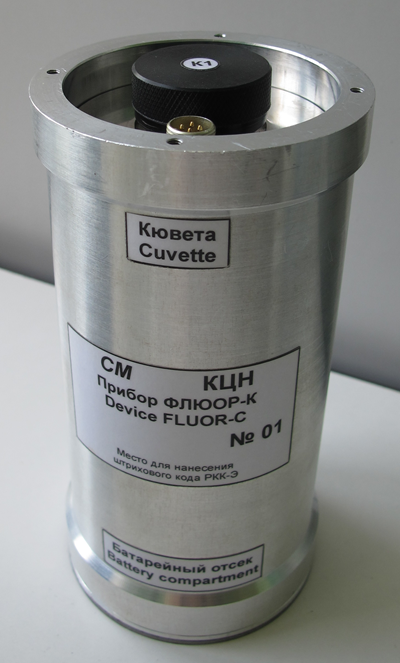 К1
Кювета
Cuvette
СМ КЦН
Прибор ФЛЮОР-К
Device FLUOR-C
№ 01
Место для нанесения
штрихового кода РКК-Э
Батарейный отсек
Battery compartment